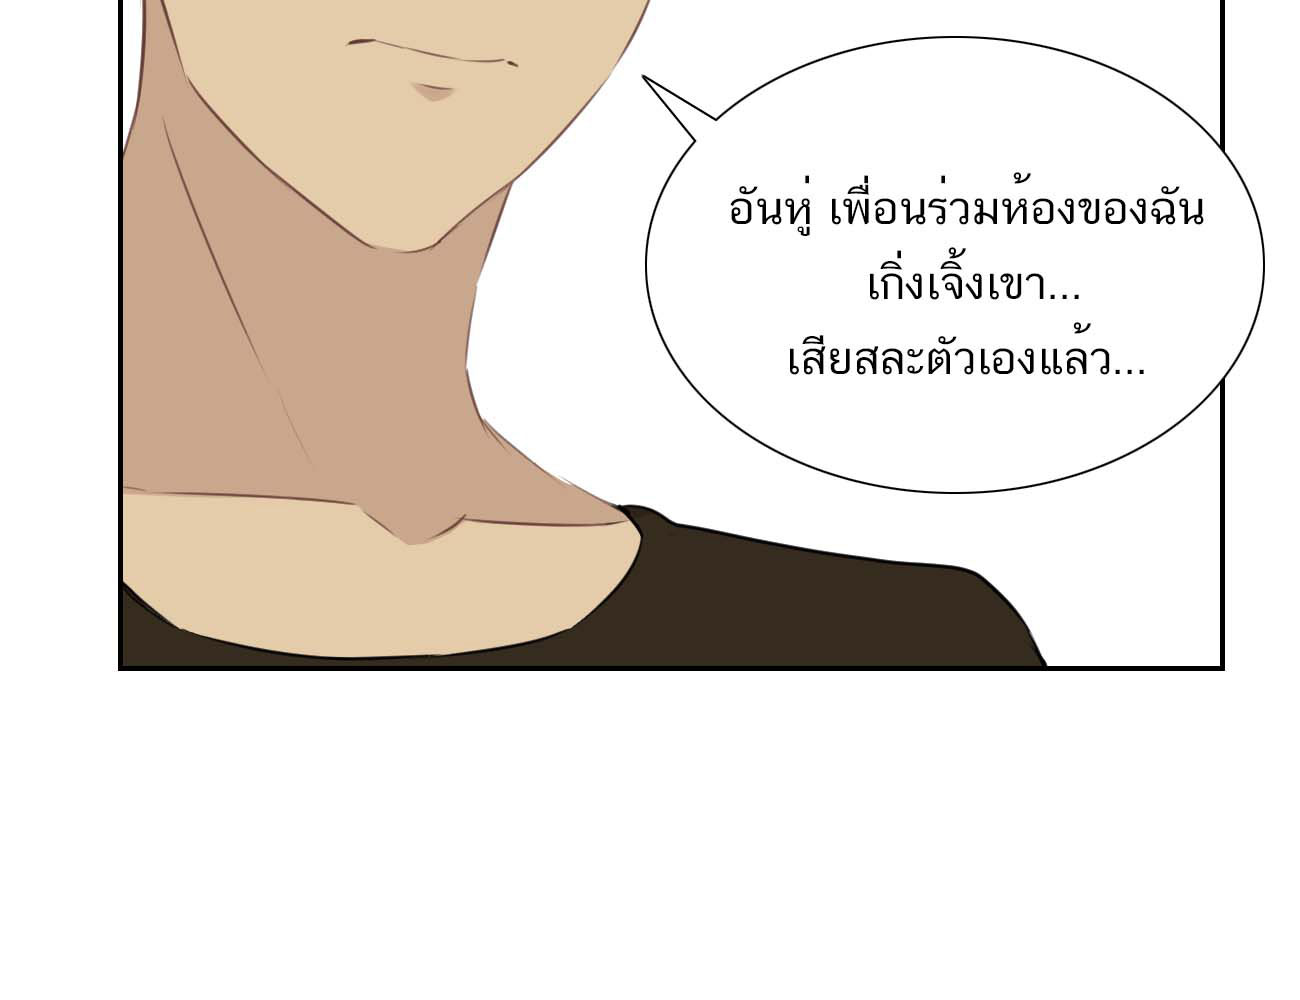 อันหู่ เพื่อนร่วมห้องของฉัน
เกิ่งเจิ้งเขา...
เสียสละตัวเองแล้ว...